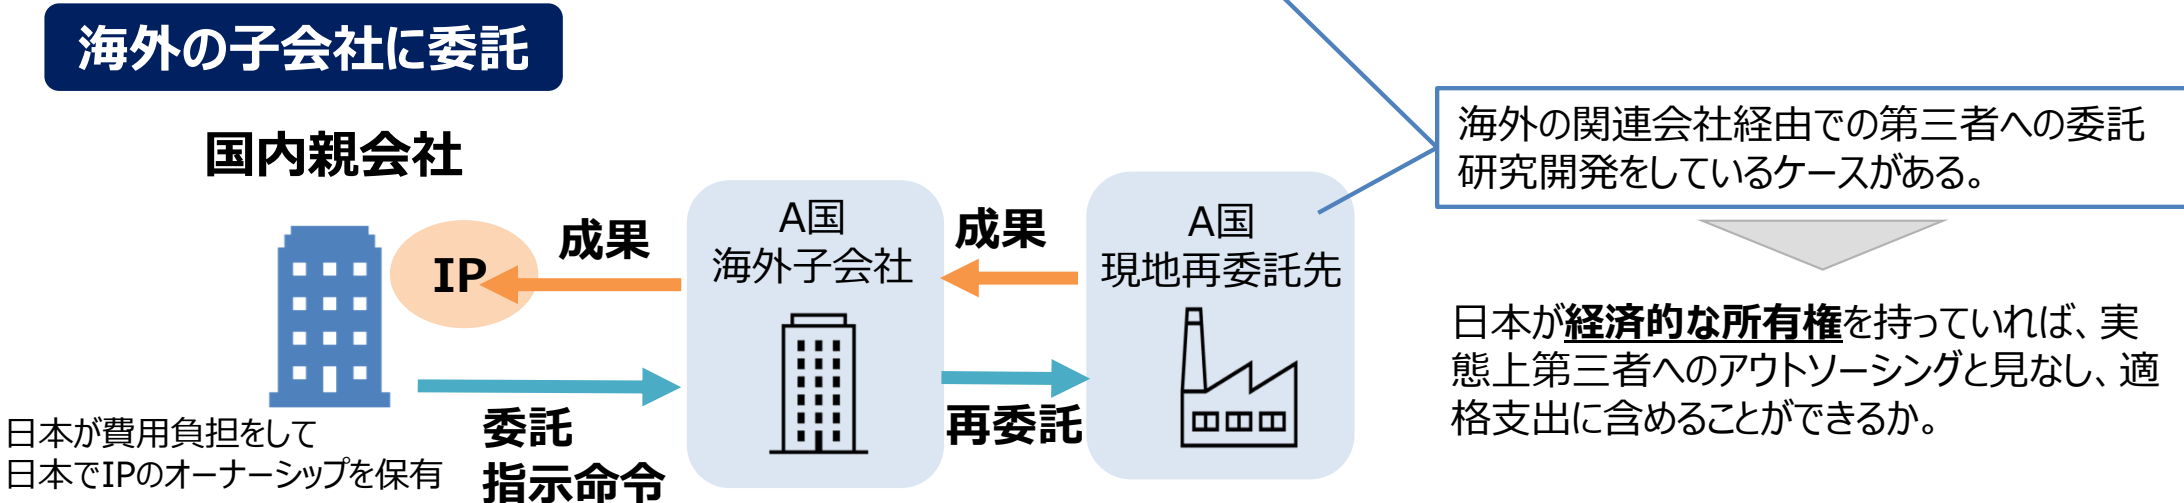 海外の子会社に委託
国内親会社
IP
成果
A国
海外子会社
成果
A国
現地再委託先
委託
指示命令
再委託
日本が費用負担をして
日本でIPのオーナーシップを保有
海外の関連会社経由での第三者への委託
研究開発をしているケースがある。
日本が経済的な所有権を持っていれば、実
態上第三者へのアウトソーシングと見なし、適
格支出に含めることができるか。